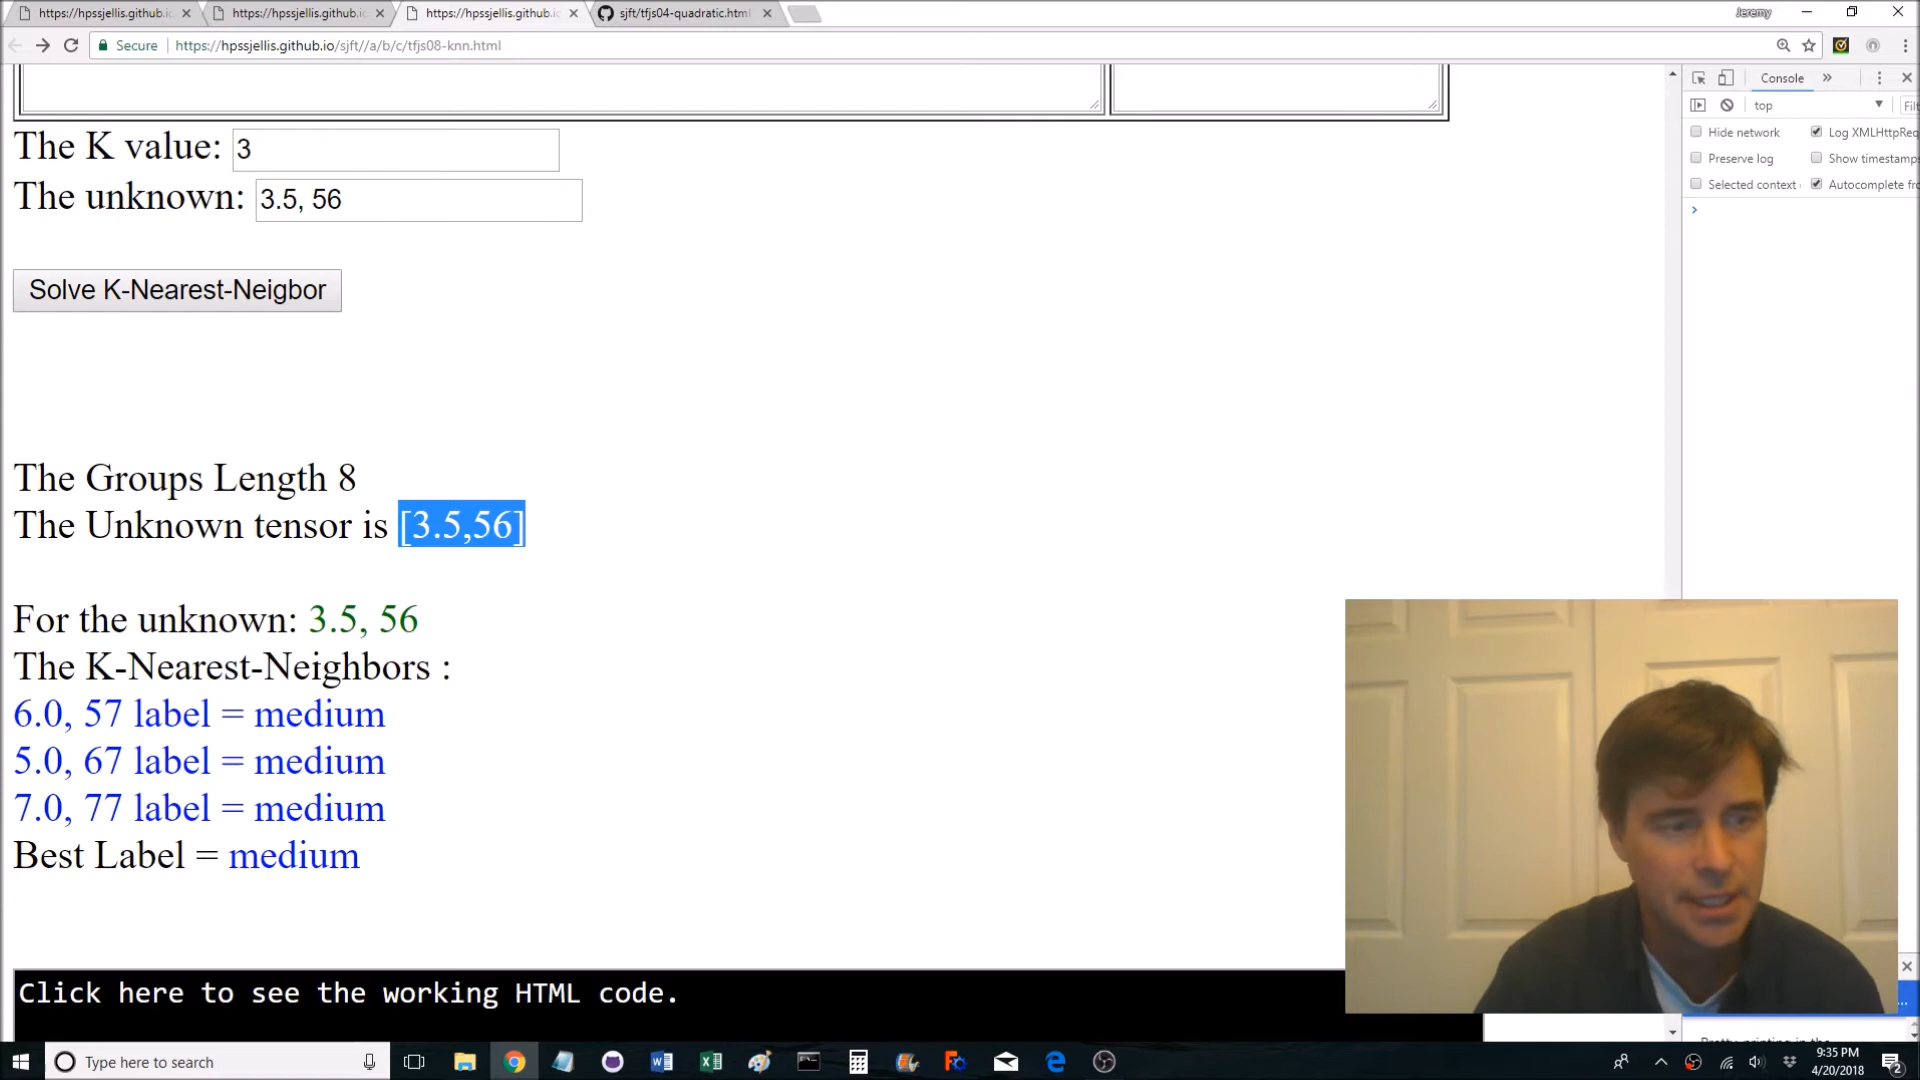 https://hpssjellis.github.io
https://hpssjellis.github.io
https://hpssjellis.github.io
sjft/tfjs04-quadratic.html
Jeremy
Secure
https://hpssjellis.github.io/sjft//a/b/c/tfjs08-knn.html
Console
top
Filt
Hide network
Log XMLHttpReq
Preserve log
Show timestamps
Selected context
Autocomplete fro
The K value: 3
The unknown: 3.5, 56
Solve K-Nearest-Neigbor
The Groups Length 8
The Unknown tensor is [3.5,56]
For the unknown: 3.5, 56
The K-Nearest-Neighbors :
6.0, 57 label = medium
5.0, 67 label = medium
7.0, 77 label = medium
Best Label = medium
Click here to see the working HTML code.
Type here to search
9:35 PM
4/20/2018
2